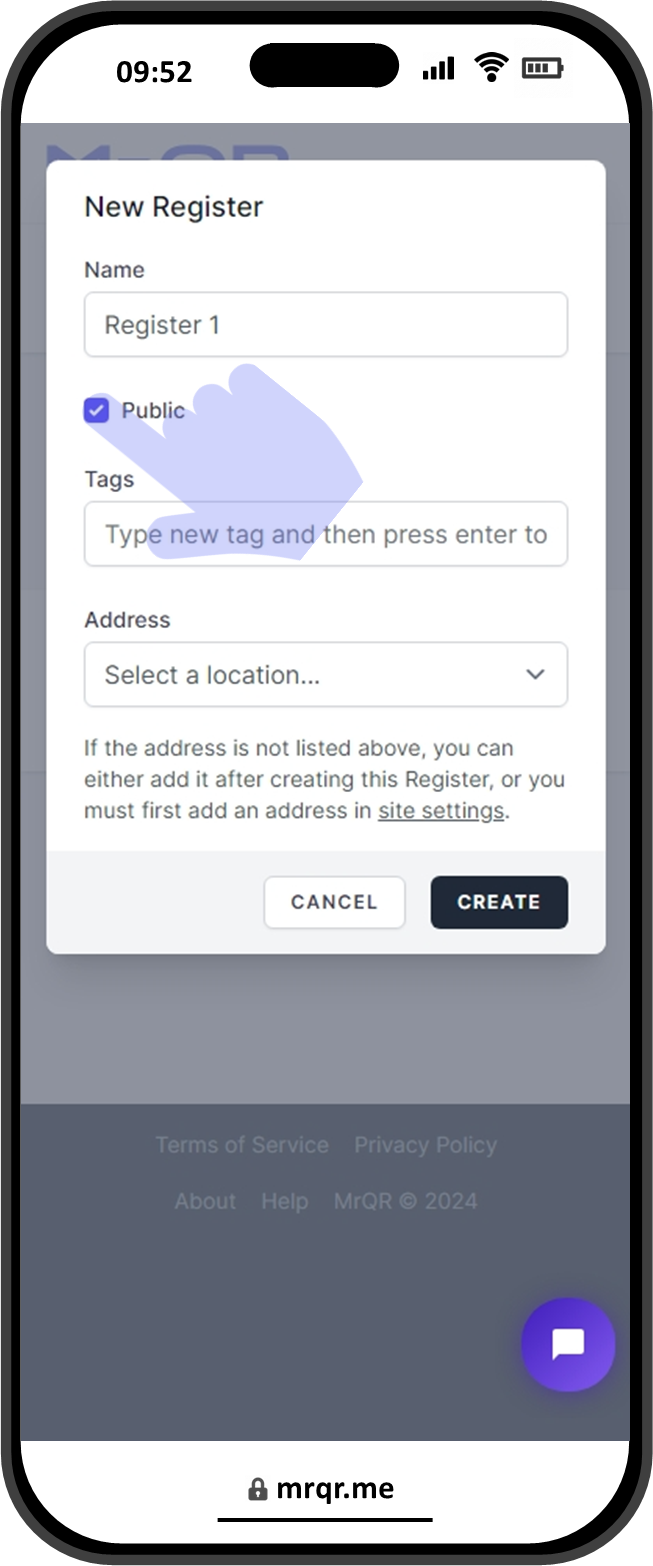 09:52
New Register
Name
Register 1
Public
Tags
Type new tag and then press enter to
Address
Select a location...
If the address is not listed above, you can
either add it after creating this Register, or you
must first add an address in site settings.
CANCEL
CREATE
Terms of Service Privacy Policy
About Help MrQR © 2024
mrqr.me